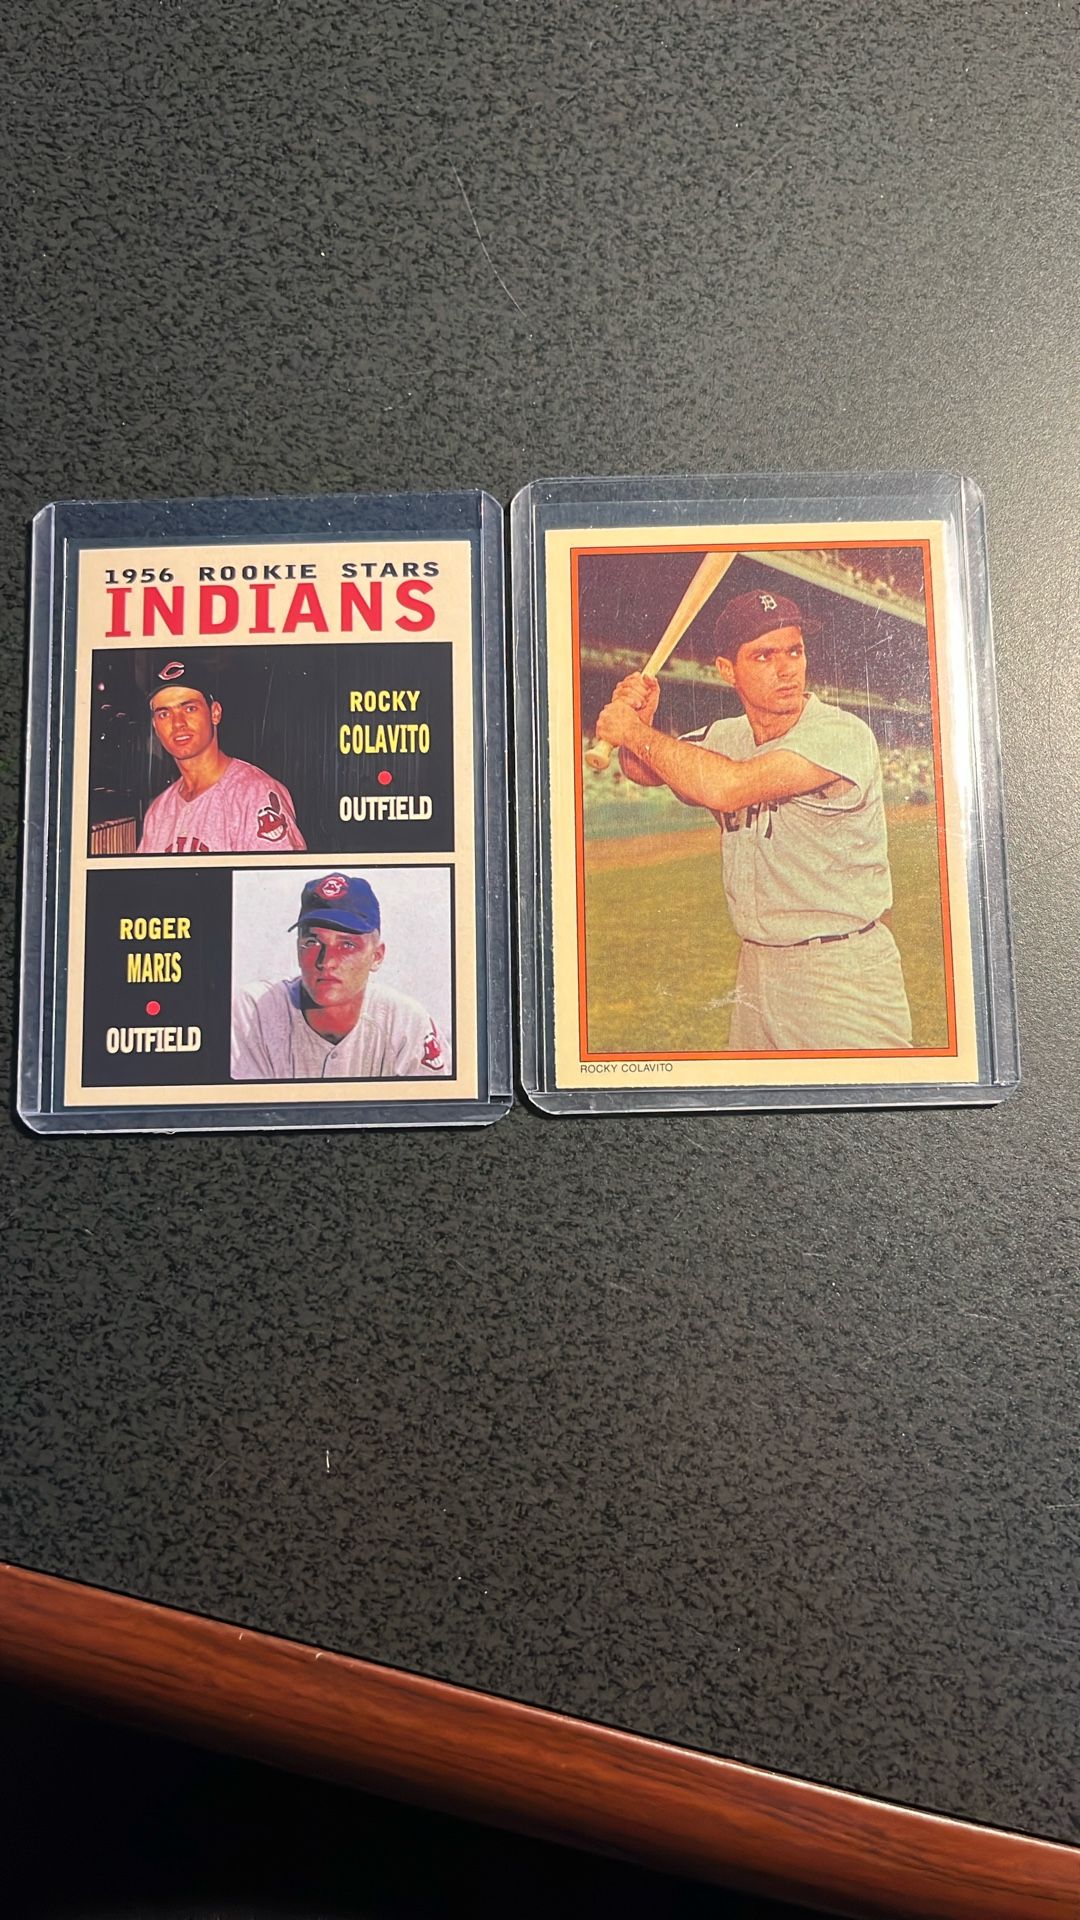 1956 ROOKIE STARS
INDIANS
ROCKY
COLAVITO
OUTFIELD
ROGER
MARIS
OUTFIELD
C
D
ROCKY COLAVITO